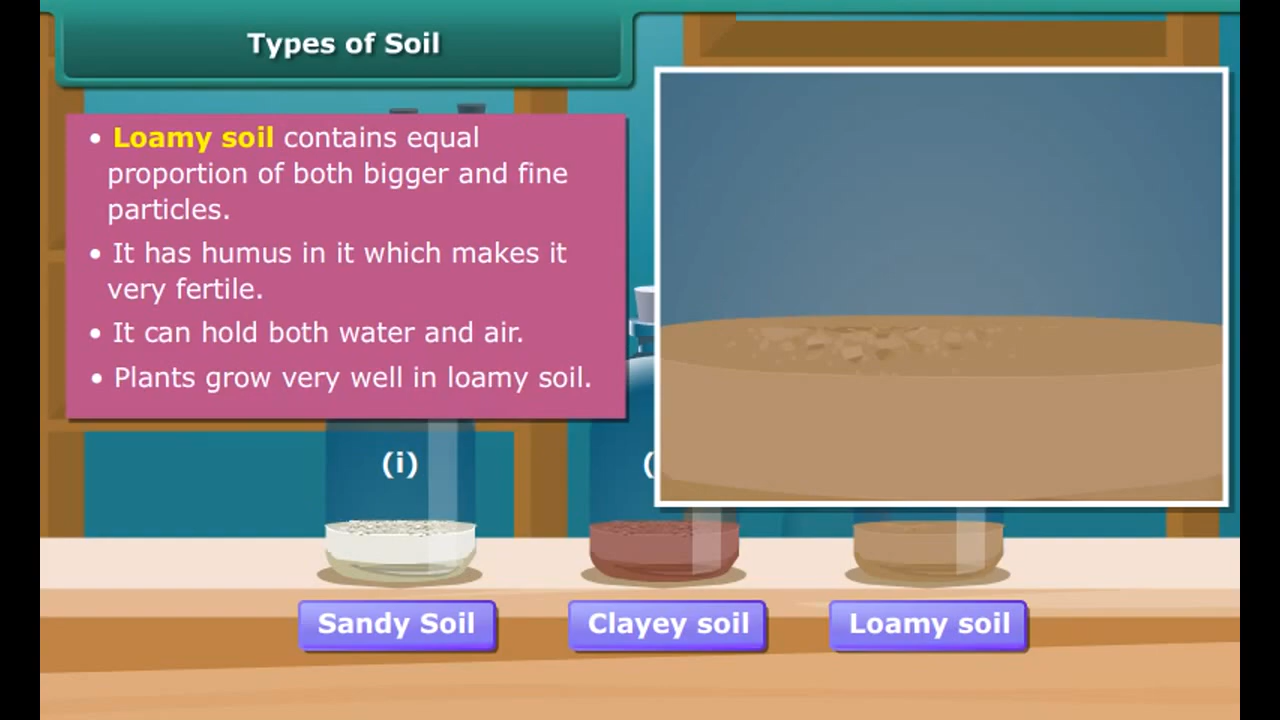 Types of Soil
• Loamy soil contains equal
proportion of both bigger and fine
particles.
• It has humus in it which makes it
very fertile.
• It can hold both water and air.
• Plants grow very well in loamy soil.
(i)
(
Sandy Soil
Clayey soil
Loamy soil